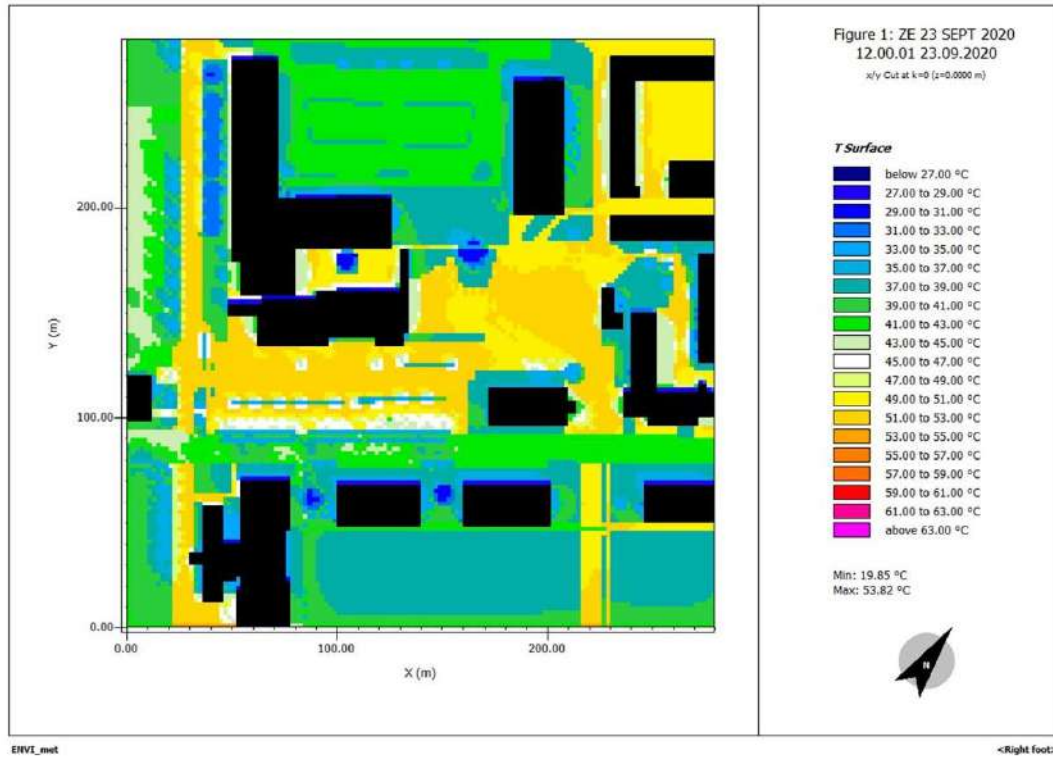 Figure 1: ZE 23 SEPT 2020
12.00.01 23.09.2020
x/y Cut at k=0 (z=0.0000 m)
T Surface
below 27.00 °C
27.00 to 29.00 °C
29.00 to 31.00 °C
31.00 to 33.00 °C
33.00 to 35.00 °C
35.00 to 37.00 °C
37.00 to 39.00 °C
39.00 to 41.00 °C
41.00 to 43.00 °C
43.00 to 45.00 °C
45.00 to 47.00 °C
47.00 to 49.00 °C
49.00 to 51.00 °C
51.00 to 53.00 °C
53.00 to 55.00 °C
55.00 to 57.00 °C
57.00 to 59.00 °C
59.00 to 61.00 °C
61.00 to 63.00 °C
above 63.00 °C
Min: 19.85 °C
Max: 53.82 °C
N
200.00
Y (m)
100.00
0.00
0.00 100.00 200.00
X (m)
ENVI_met
<Right foot: